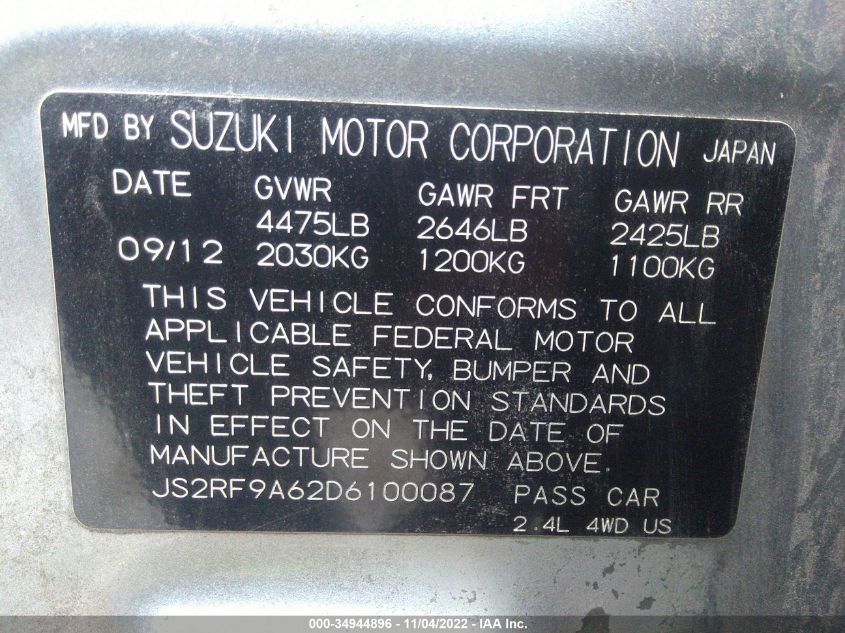 MFD BY SUZUKI MOTOR CORPORATION JAPAN
DATE GVWR GAWR FRT GAWR RR
4475LB 2646LB 2425LB
09/12 2030KG 1200KG 1100KG
THIS VEHICLE CONFORMS TO ALL
APPLICABLE FEDERAL MOTOR
VEHICLE SAFETY, BUMPER AND
THEFT PREVENTION STANDARDS
IN EFFECT ON THE DATE OF
MANUFACTURE SHOWN ABOVE.
JS2RF9A62D6100087 PASS CAR
2.4L 4WD US
000-34944896 - 11/04/2022 - IAA Inc.